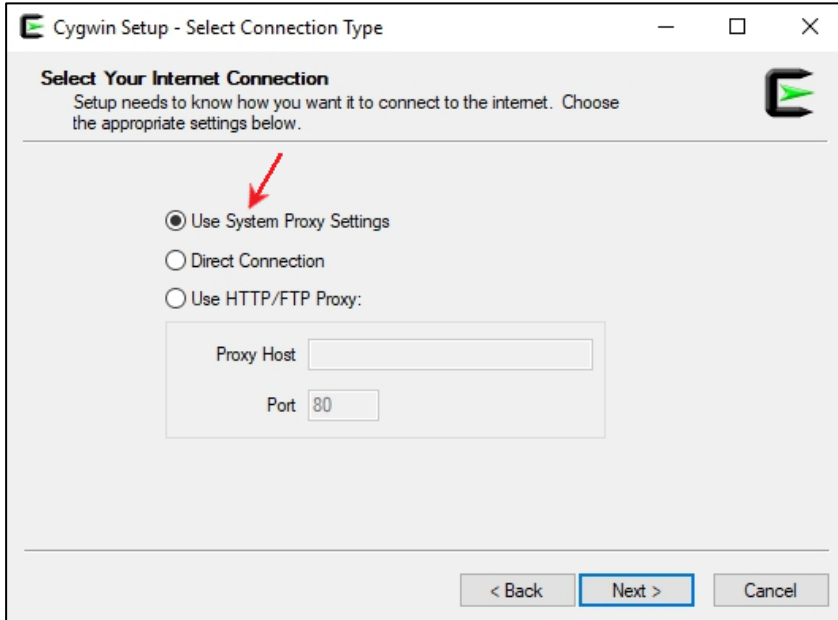 Cygwin Setup - Select Connection Type
Select Your Internet Connection
Setup needs to know how you want it to connect to the internet. Choose
the appropriate settings below.
Use System Proxy Settings
Direct Connection
Use HTTP/FTP Proxy:
Proxy Host
Port 80
< Back Next > Cancel